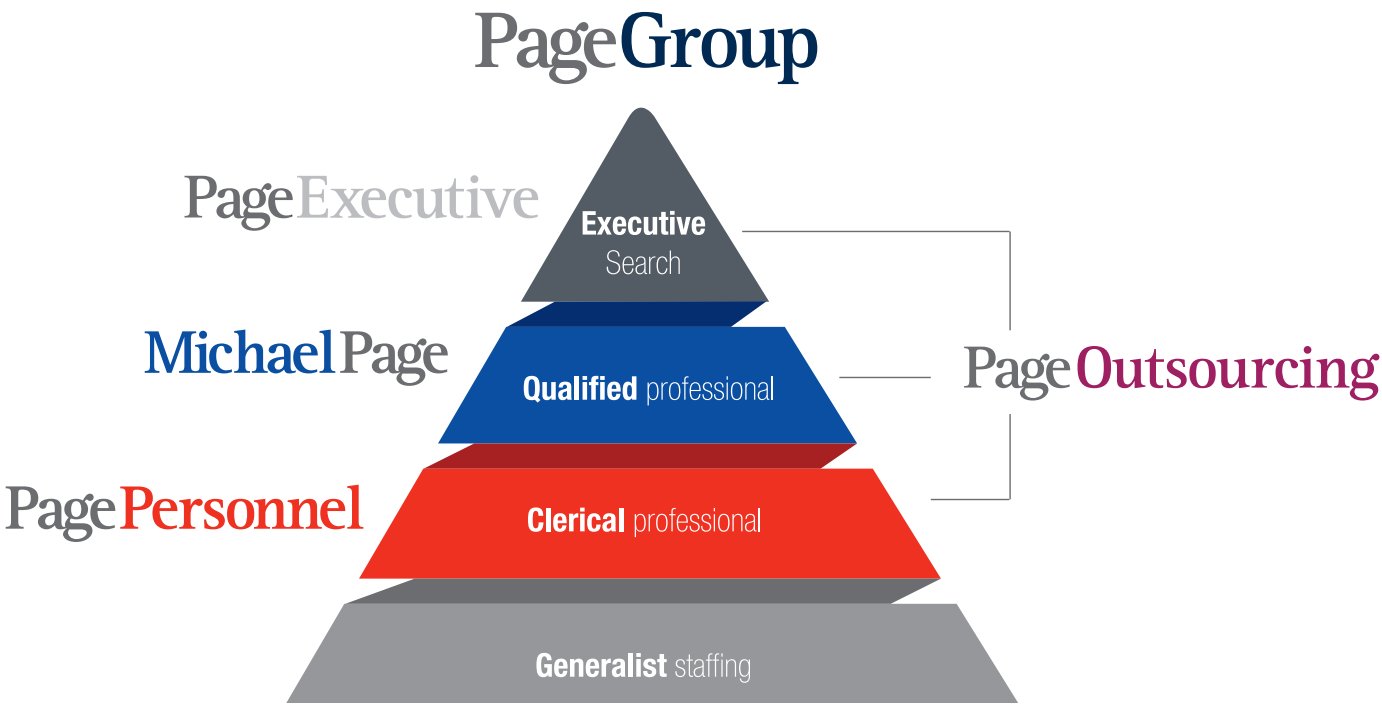 PageGroup
PageExecutive
Executive
Search
MichaelPage
Qualified professional
PageOutsourcing
PagePersonnel
Clerical professional
Generalist staffing